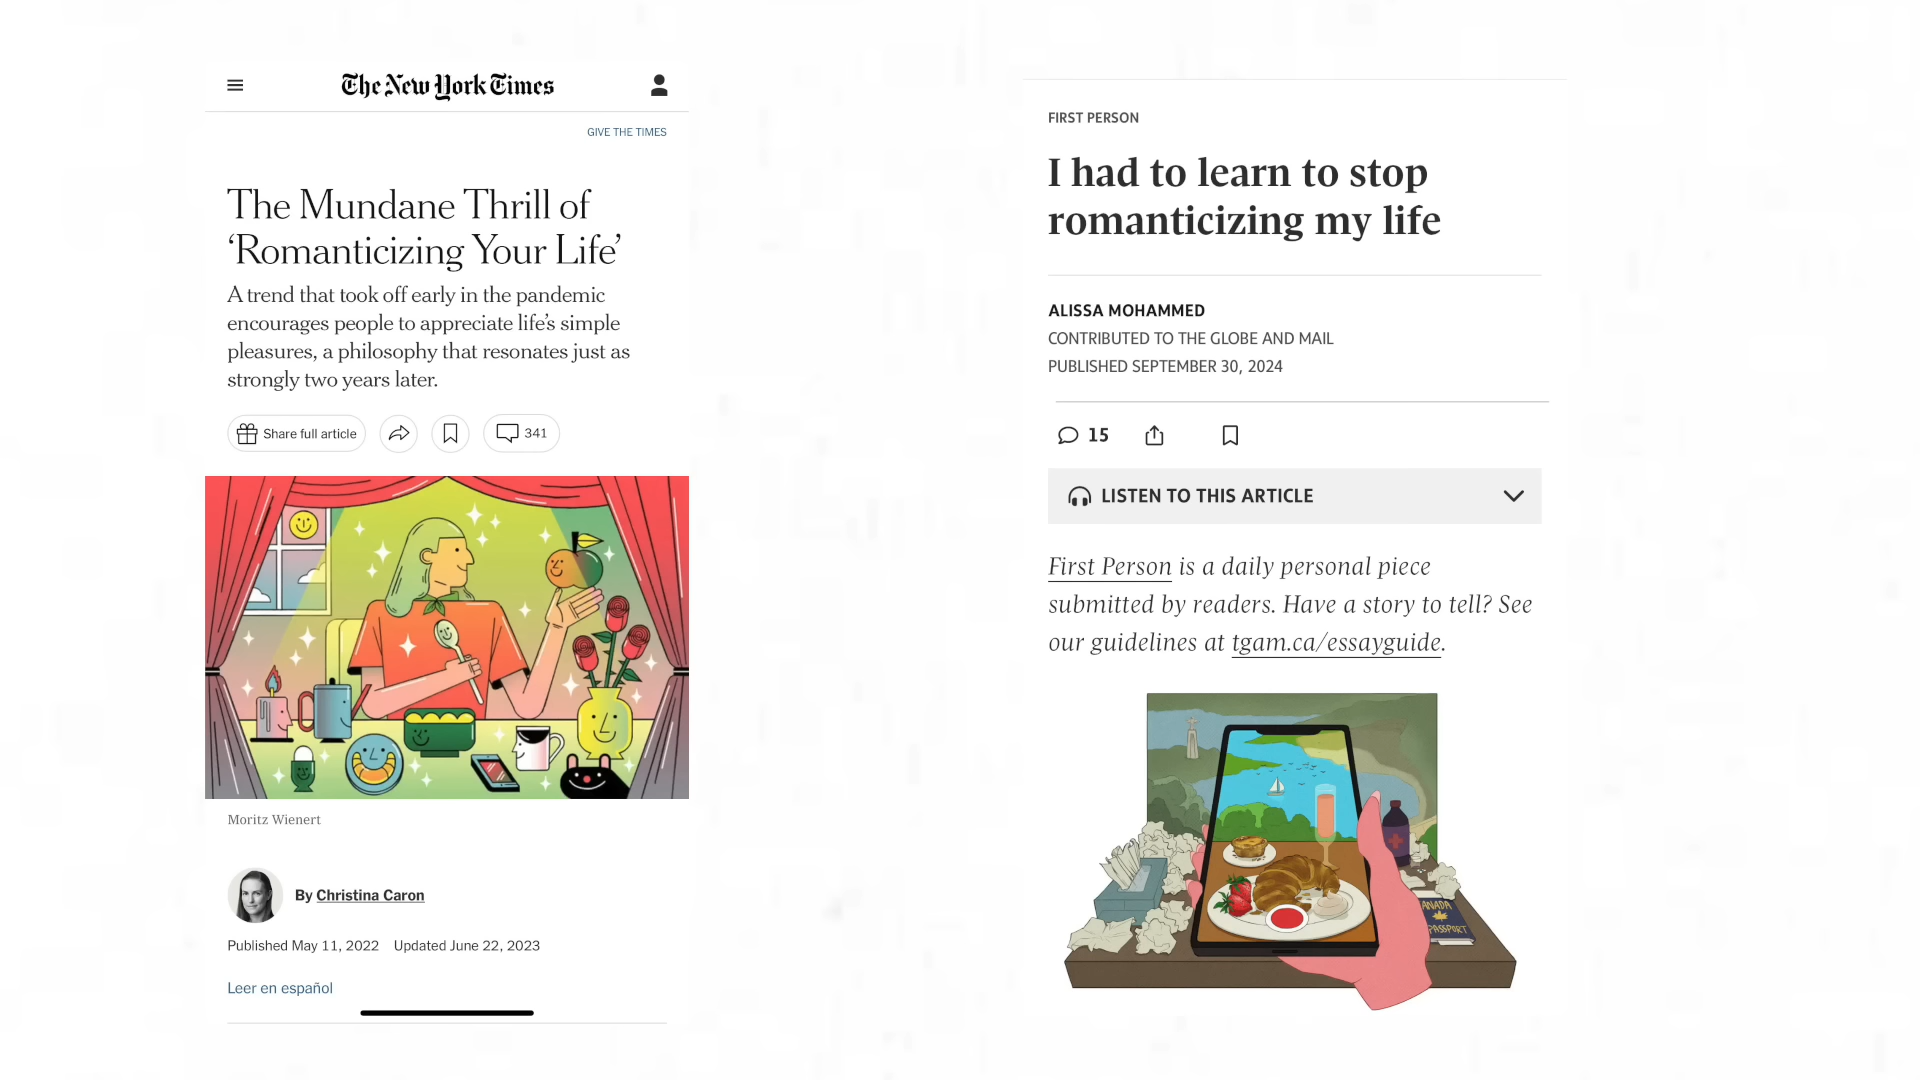 The New York Times
GIVE THE TIMES
The Mundane Thrill of
‘Romanticizing Your Life’
A trend that took off early in the pandemic
encourages people to appreciate life’s simple
pleasures, a philosophy that resonates just as
strongly two years later.
Share full article
341
Moritz Wienert
By Christina Caron
Published May 11, 2022 Updated June 22, 2023
Leer en español
FIRST PERSON
I had to learn to stop
romanticizing my life
ALISSA MOHAMMED
CONTRIBUTED TO THE GLOBE AND MAIL
PUBLISHED SEPTEMBER 30, 2024
15
LISTEN TO THIS ARTICLE
First Person is a daily personal piece
submitted by readers. Have a story to tell? See
our guidelines at tgam.ca/essayguide.
CANADA
PASSPORT